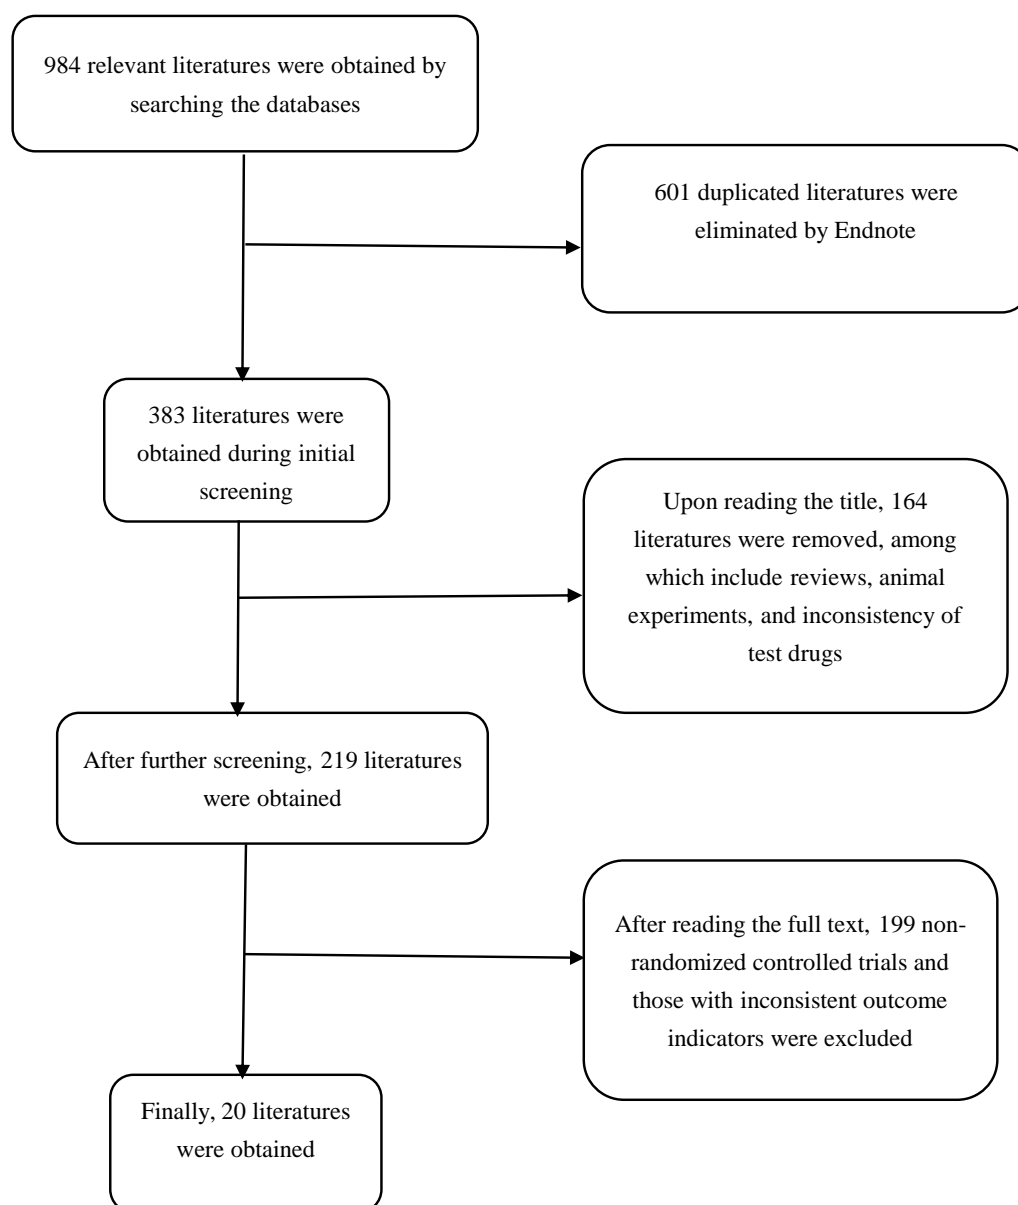 984 relevant literatures were obtained by
searching the databases
601 duplicated literatures were
eliminated by Endnote
383 literatures were
obtained during initial
screening
Upon reading the title, 164
literatures were removed, among
which include reviews, animal
experiments, and inconsistency of
test drugs
After further screening, 219 literatures
were obtained
After reading the full text, 199 non-
randomized controlled trials and
those with inconsistent outcome
indicators were excluded
Finally, 20 literatures
were obtained